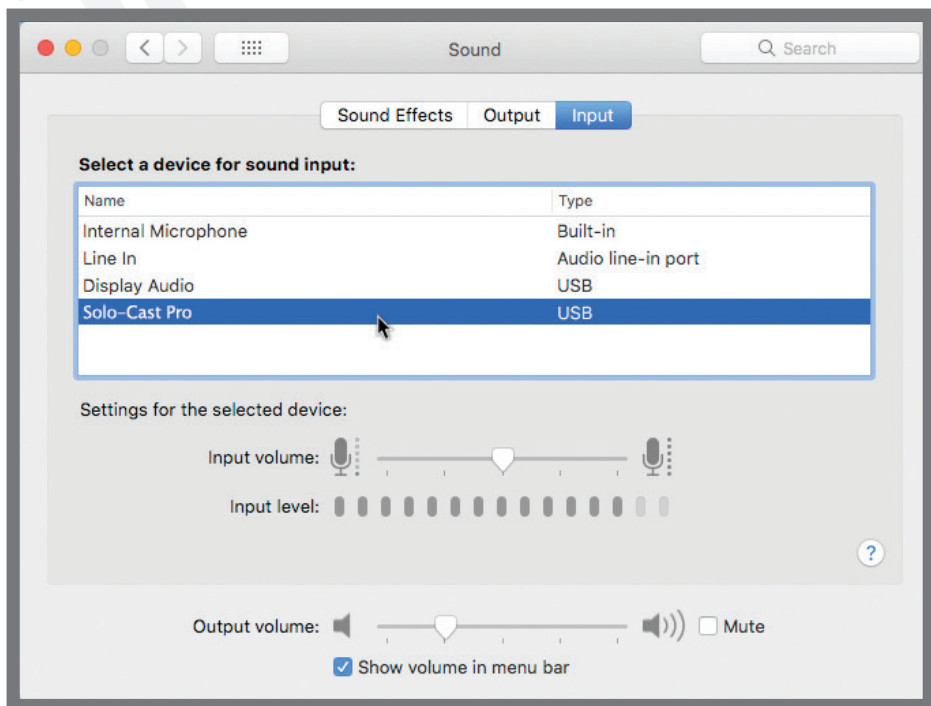 Sound
Search
Sound Effects Output Input
Select a device for sound input:
Name Type
Internal Microphone Built-in
Line In Audio line-in port
Display Audio USB
Solo-Cast Pro USB
Settings for the selected device:
Input volume:
Input level:
?
Output volume: Mute
Show volume in menu bar